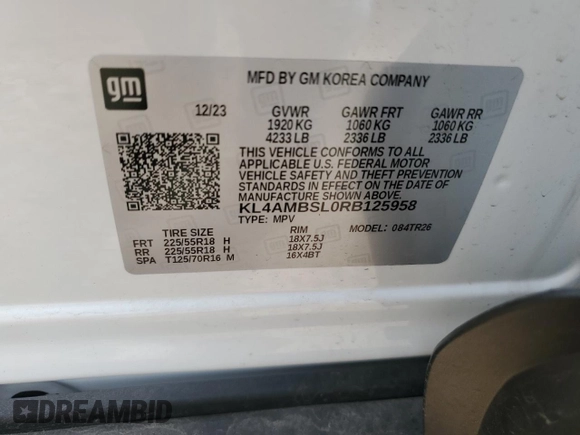 gm
MFD BY GM KOREA COMPANY
12/23 GVWR GAWR FRT GAWR RR
1920 KG 1060 KG 1060 KG
4233 LB 2336 LB 2336 LB
THIS VEHICLE CONFORMS TO ALL
APPLICABLE U.S. FEDERAL MOTOR
VEHICLE SAFETY AND THEFT PREVENTION
STANDARDS IN EFFECT ON THE DATE OF
MANUFACTURE SHOWN ABOVE.
KL4AMBSL0RB125958
TYPE: MPV MODEL: 084TR26
TIRE SIZE RIM
FRT 225/55R18 H 18X7.5J
RR 225/55R18 H 18X7.5J
SPA T125/70R16 M 16X4BT
DREAMBID